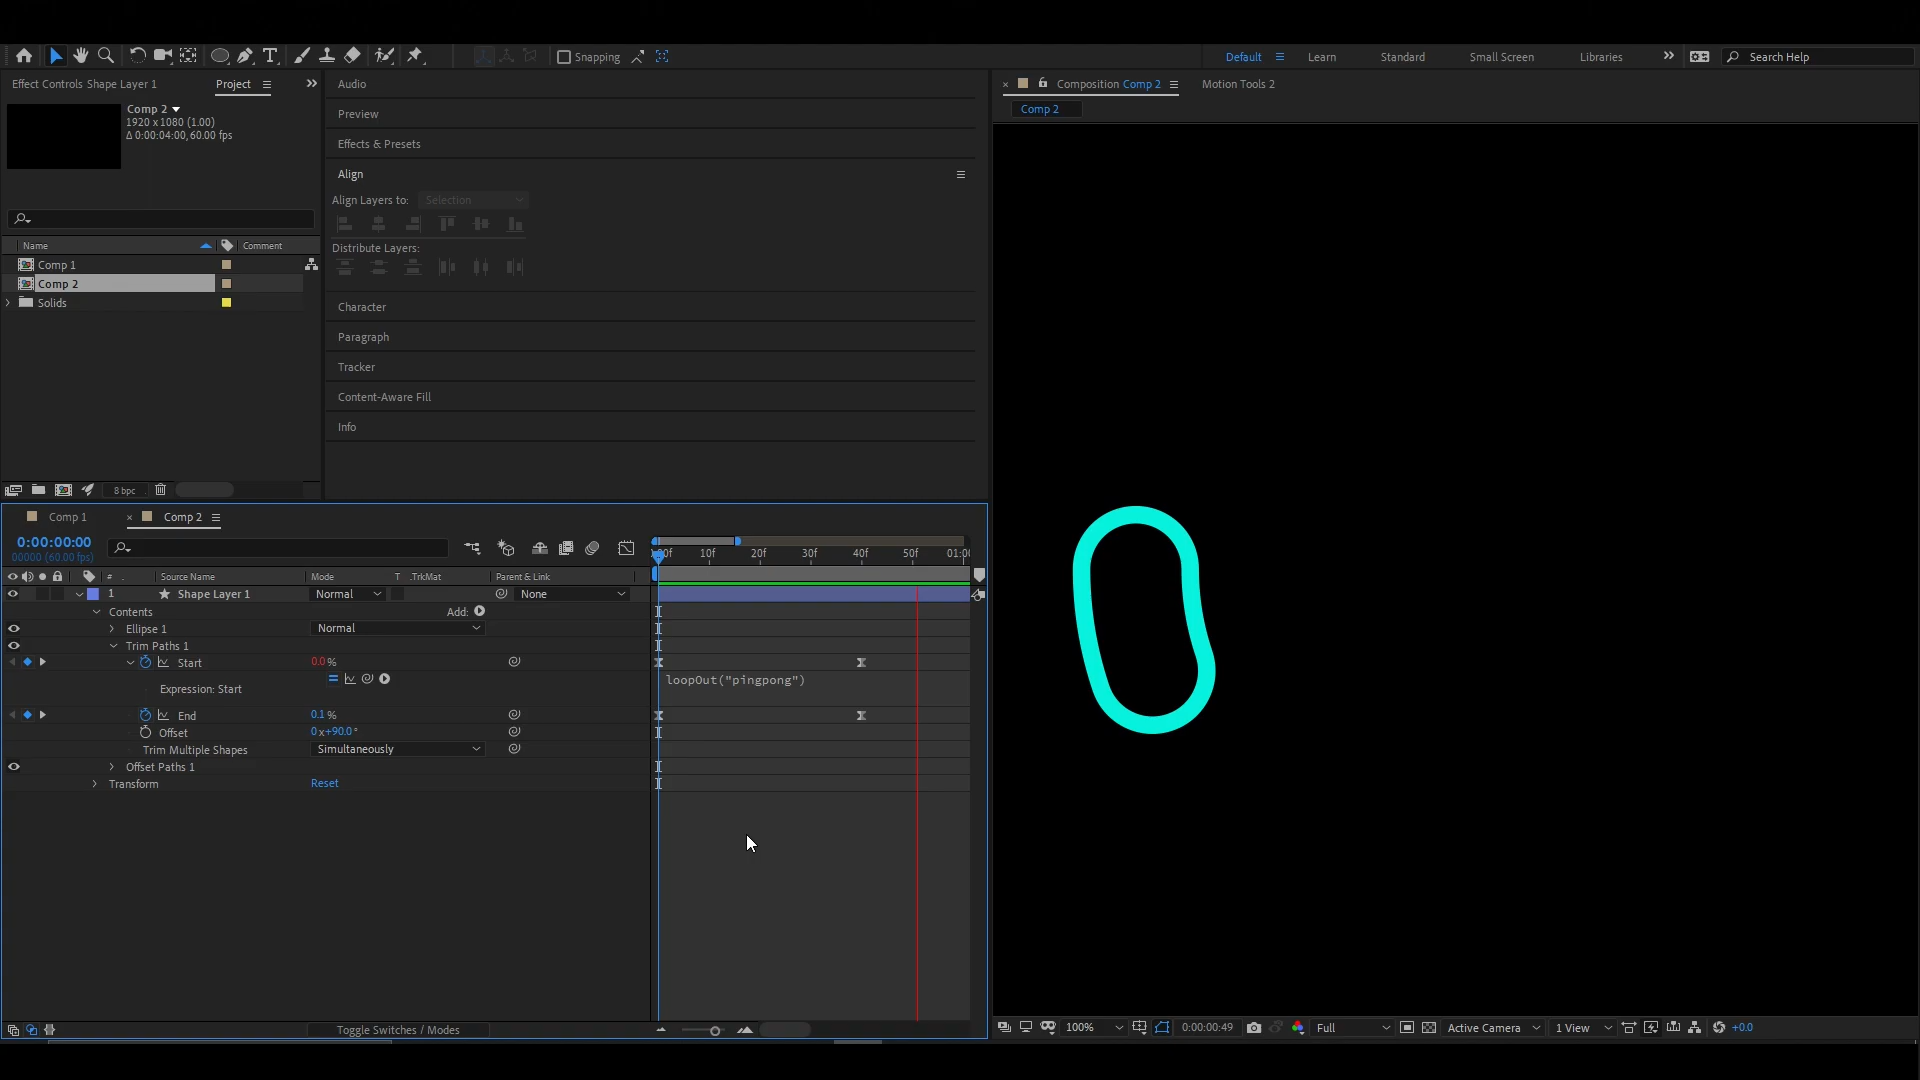 Snapping
Default
Learn
Standard
Small Screen
Libraries
Search Help
Effect Controls Shape Layer 1
Project
Comp 2
1920 x 1080 (1.00)
Δ 0:00:04:00, 60.00 fps
Name
Comment
Comp 1
Comp 2
Solids
8 bpc
Audio
Preview
Effects & Presets
Align
Align Layers to:
Selection
Distribute Layers:
Character
Paragraph
Tracker
Content-Aware Fill
Info
Composition Comp 2
Motion Tools 2
Comp 2
Comp 1
Comp 2
0:00:00:00
00000 (60.00 fps)
10f 20f 30f 40f 50f
# . Source Name Mode T .TrkMat Parent & Link
1 Shape Layer 1 Normal None
Contents Add:
Ellipse 1 Normal
Trim Paths 1
Start 0.0 %
Expression: Start loopOut("pingpong")
End 0.1 %
Offset 0x+90.0°
Trim Multiple Shapes Simultaneously
Offset Paths 1
Transform Reset
Toggle Switches / Modes
100% 0:00:00:49 Full Active Camera 1 View +0.0